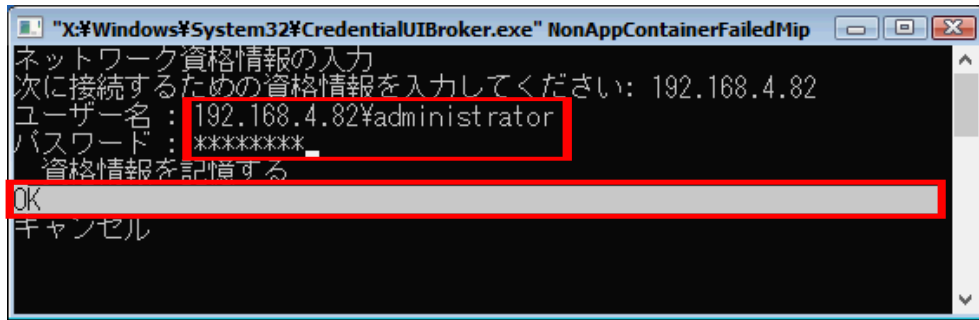 "X:¥Windows¥System32¥CredentialUIBroker.exe" NonAppContainerFailedMip
ネットワーク資格情報の入力
次に接続するための資格情報を入力してください: 192.168.4.82
ユーザー名 : 192.168.4.82¥administrator
パスワード : ********
資格情報を記憶する
OK
キャンセル